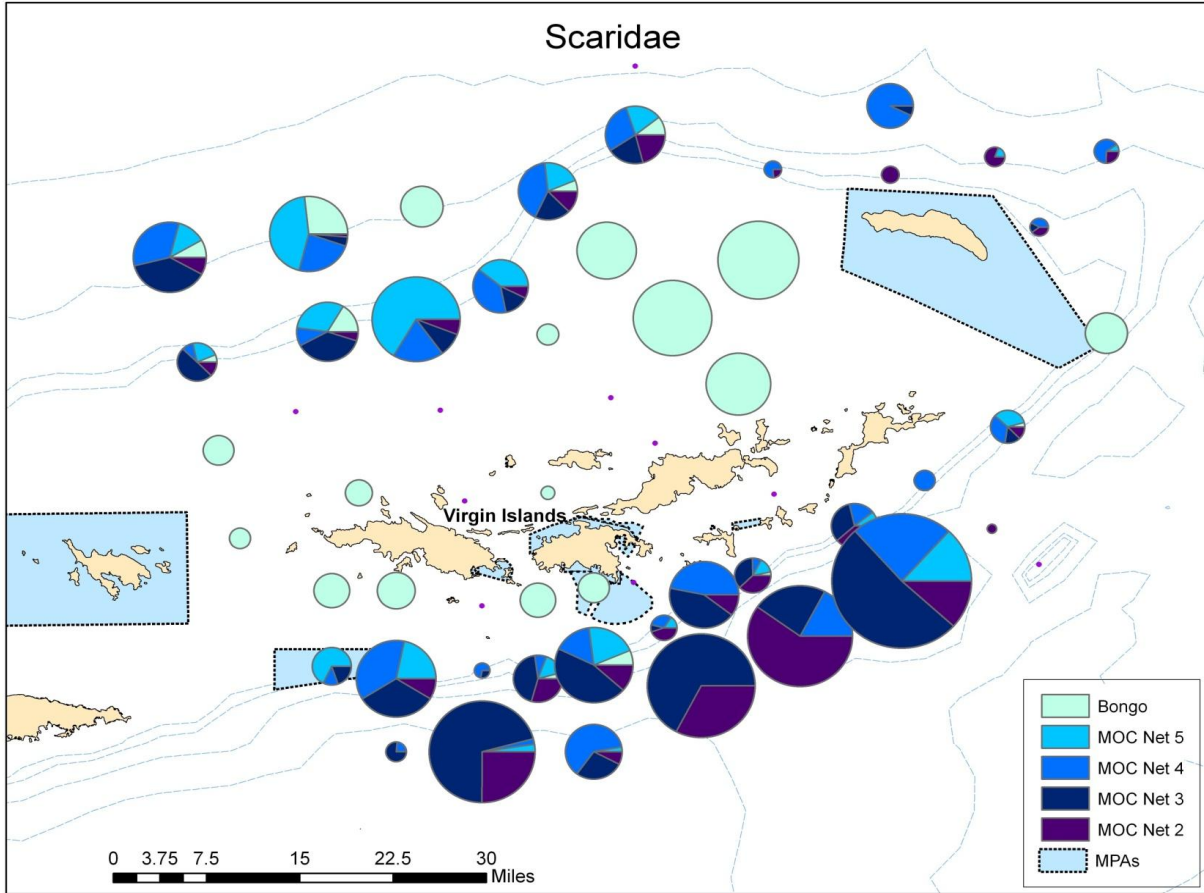 Scaridae
Virgin Islands
Bongo
MOC Net 5
MOC Net 4
MOC Net 3
MOC Net 2
MPAs
0 3.75 7.5 15 22.5 30
Miles